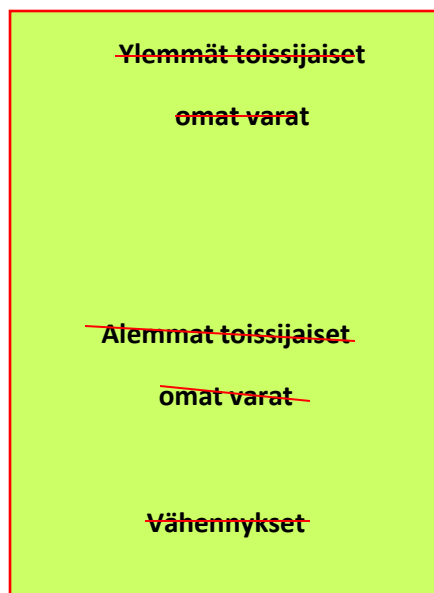 Ylemmät toissijaiset
omat varat
Alemmat toissijaiset
omat varat
Vähennykset